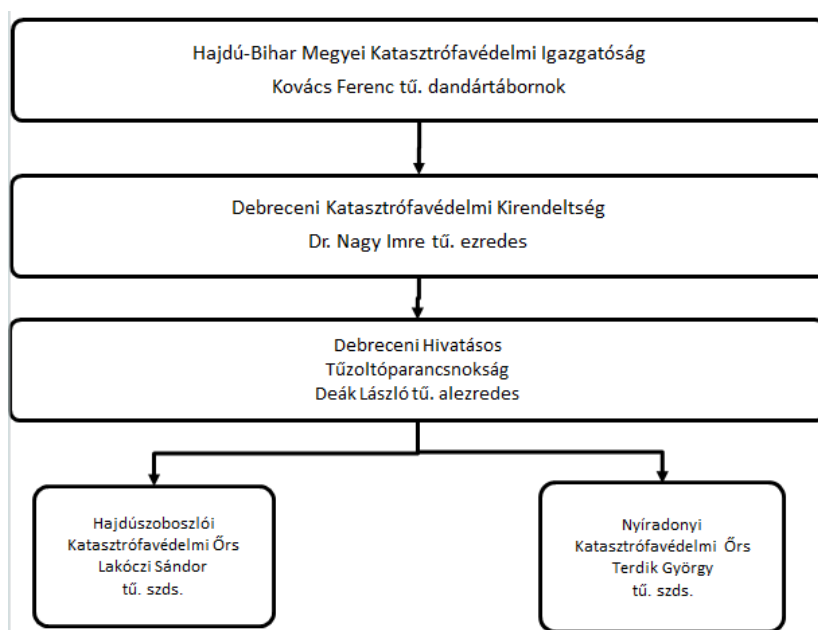 Hajdú-Bihar Megyei Katasztrófavédelmi Igazgatóság
Kovács Ferenc tű. dandártábornok
Debreceni Katasztrófavédelmi Kirendeltség
Dr. Nagy Imre tű. ezredes
Debreceni Hivatásos
Tűzoltóparancsnokság
Deák László tű. alezredes
Hajdúszoboszlói
Katasztrófavédelmi Őrs
Lakóczi Sándor
tű. szds.
Nyíradonyi
Katasztrófavédelmi Őrs
Terdik György
tű. szds.